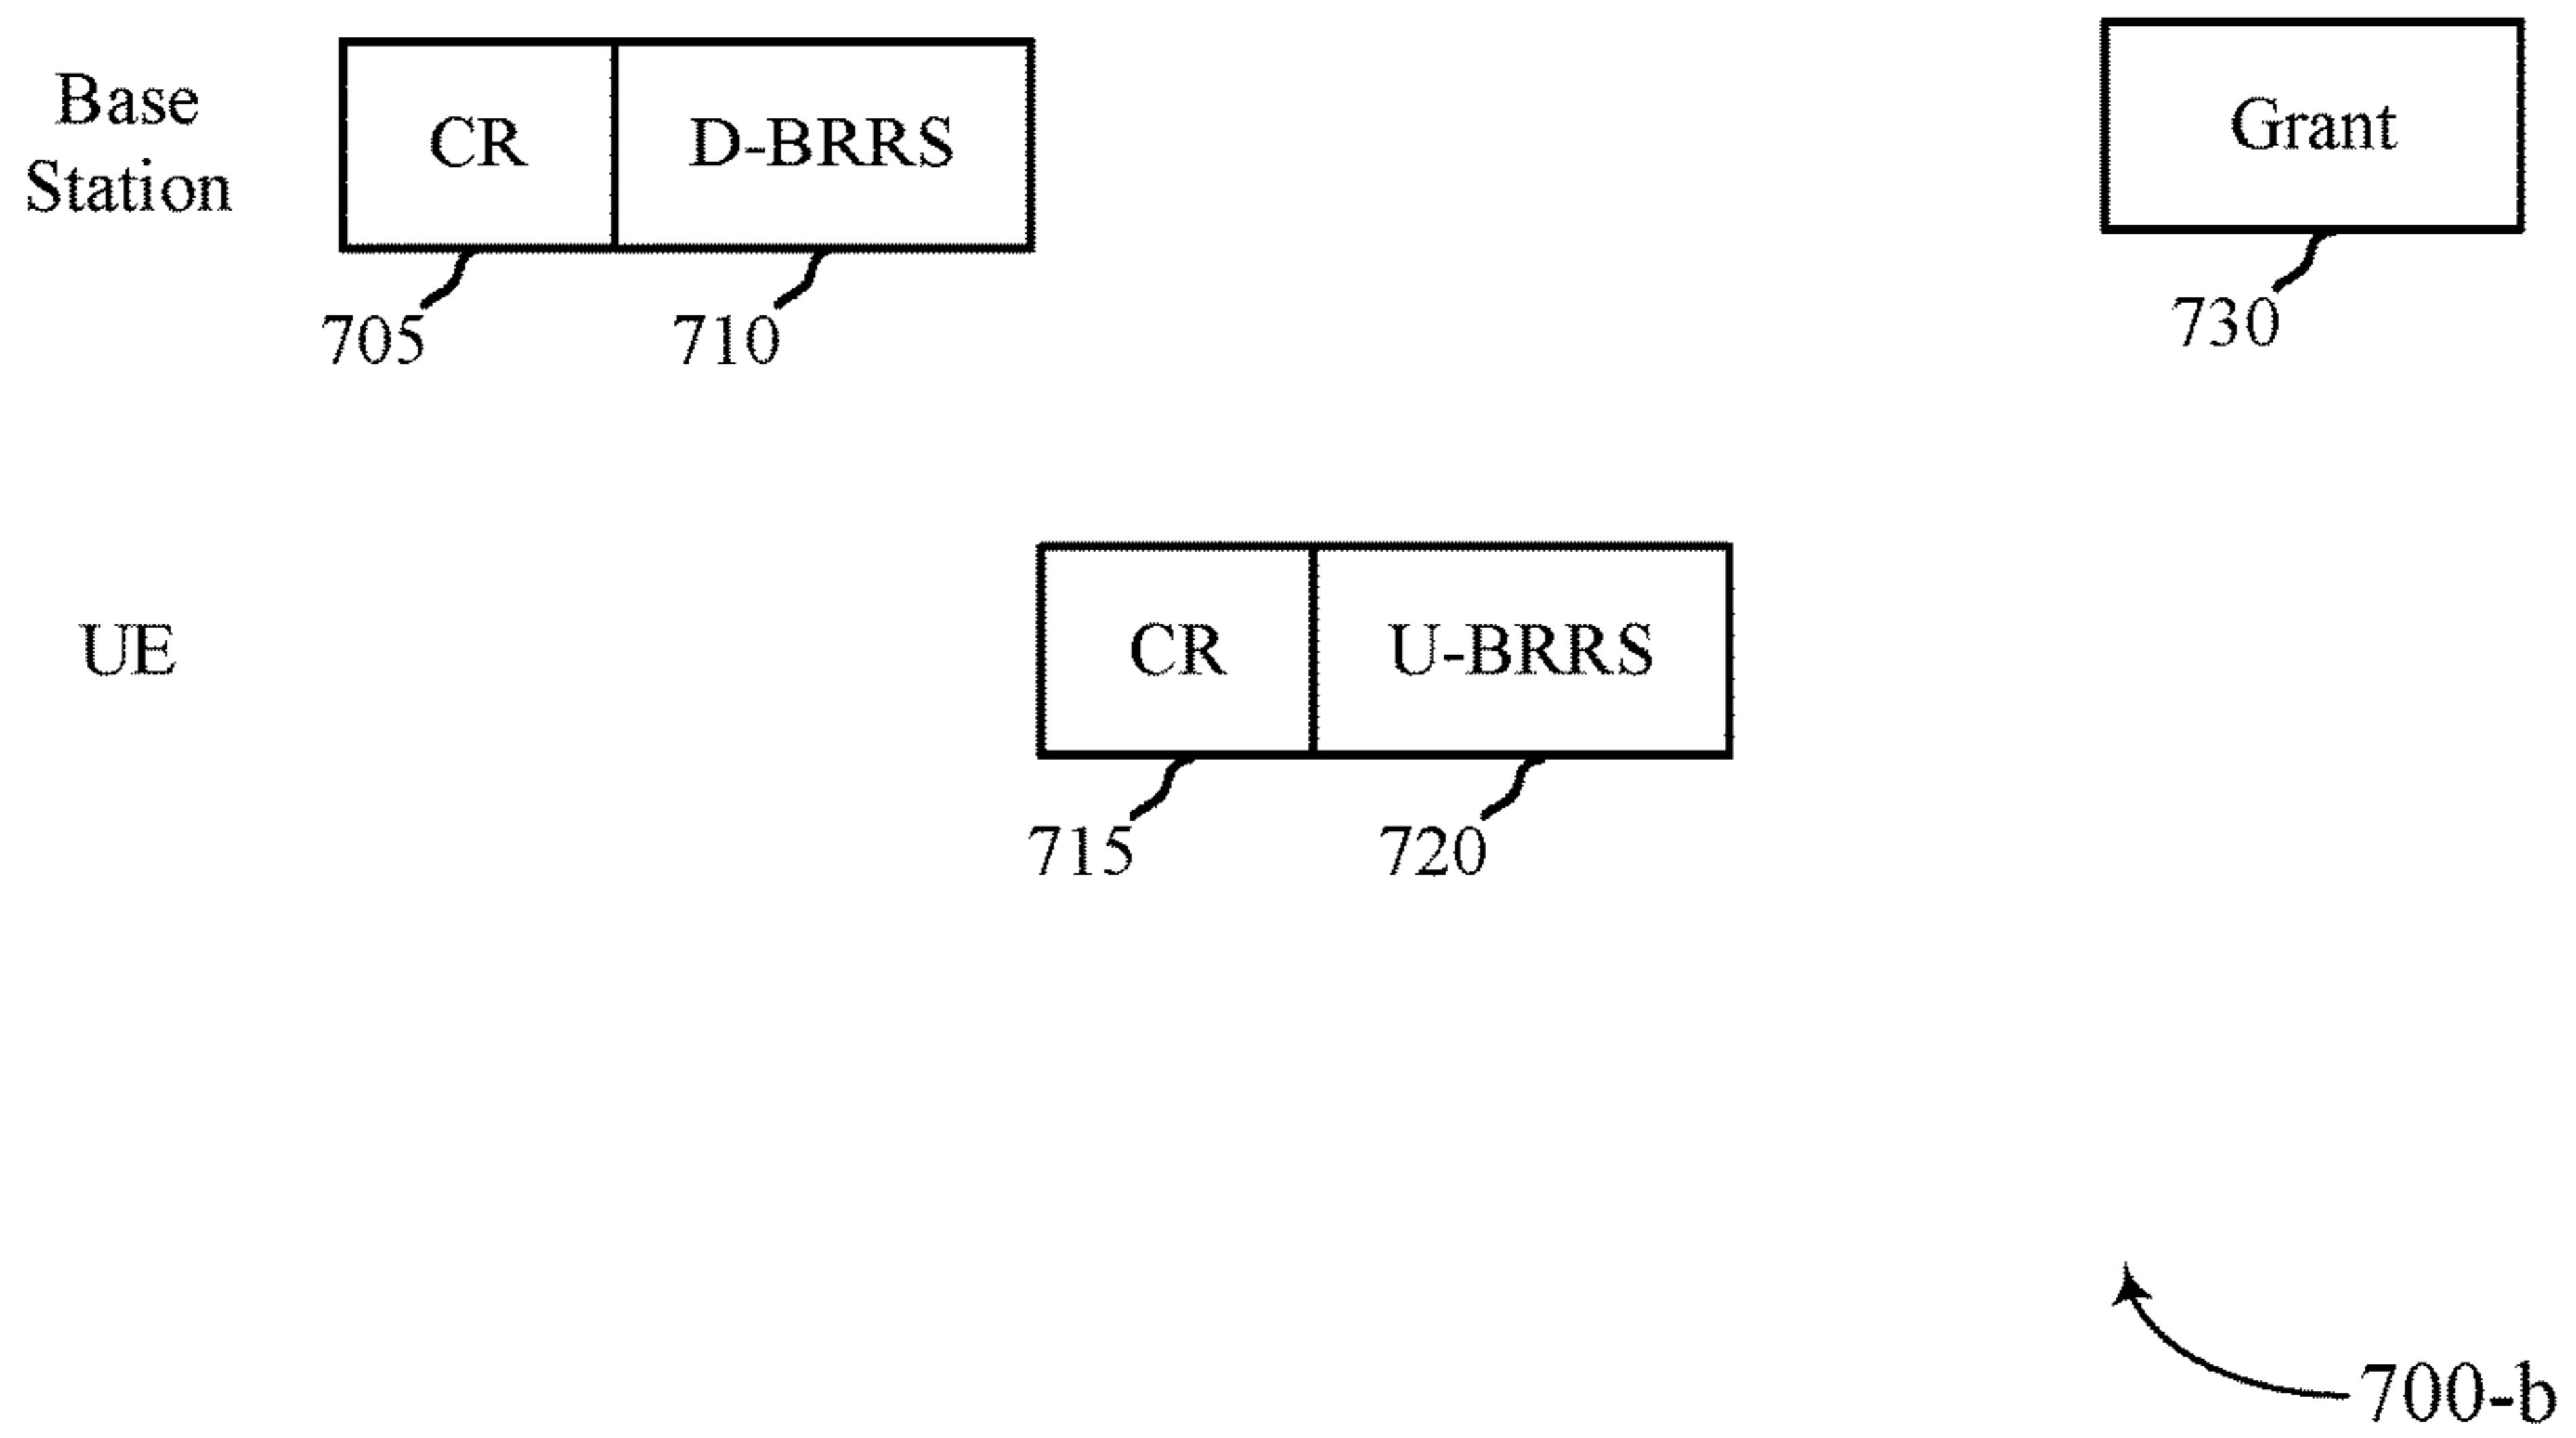 Base
Station
CR
D-BRRS
Grant
705
710
730
UE
CR
U-BRRS
715
720
700-b